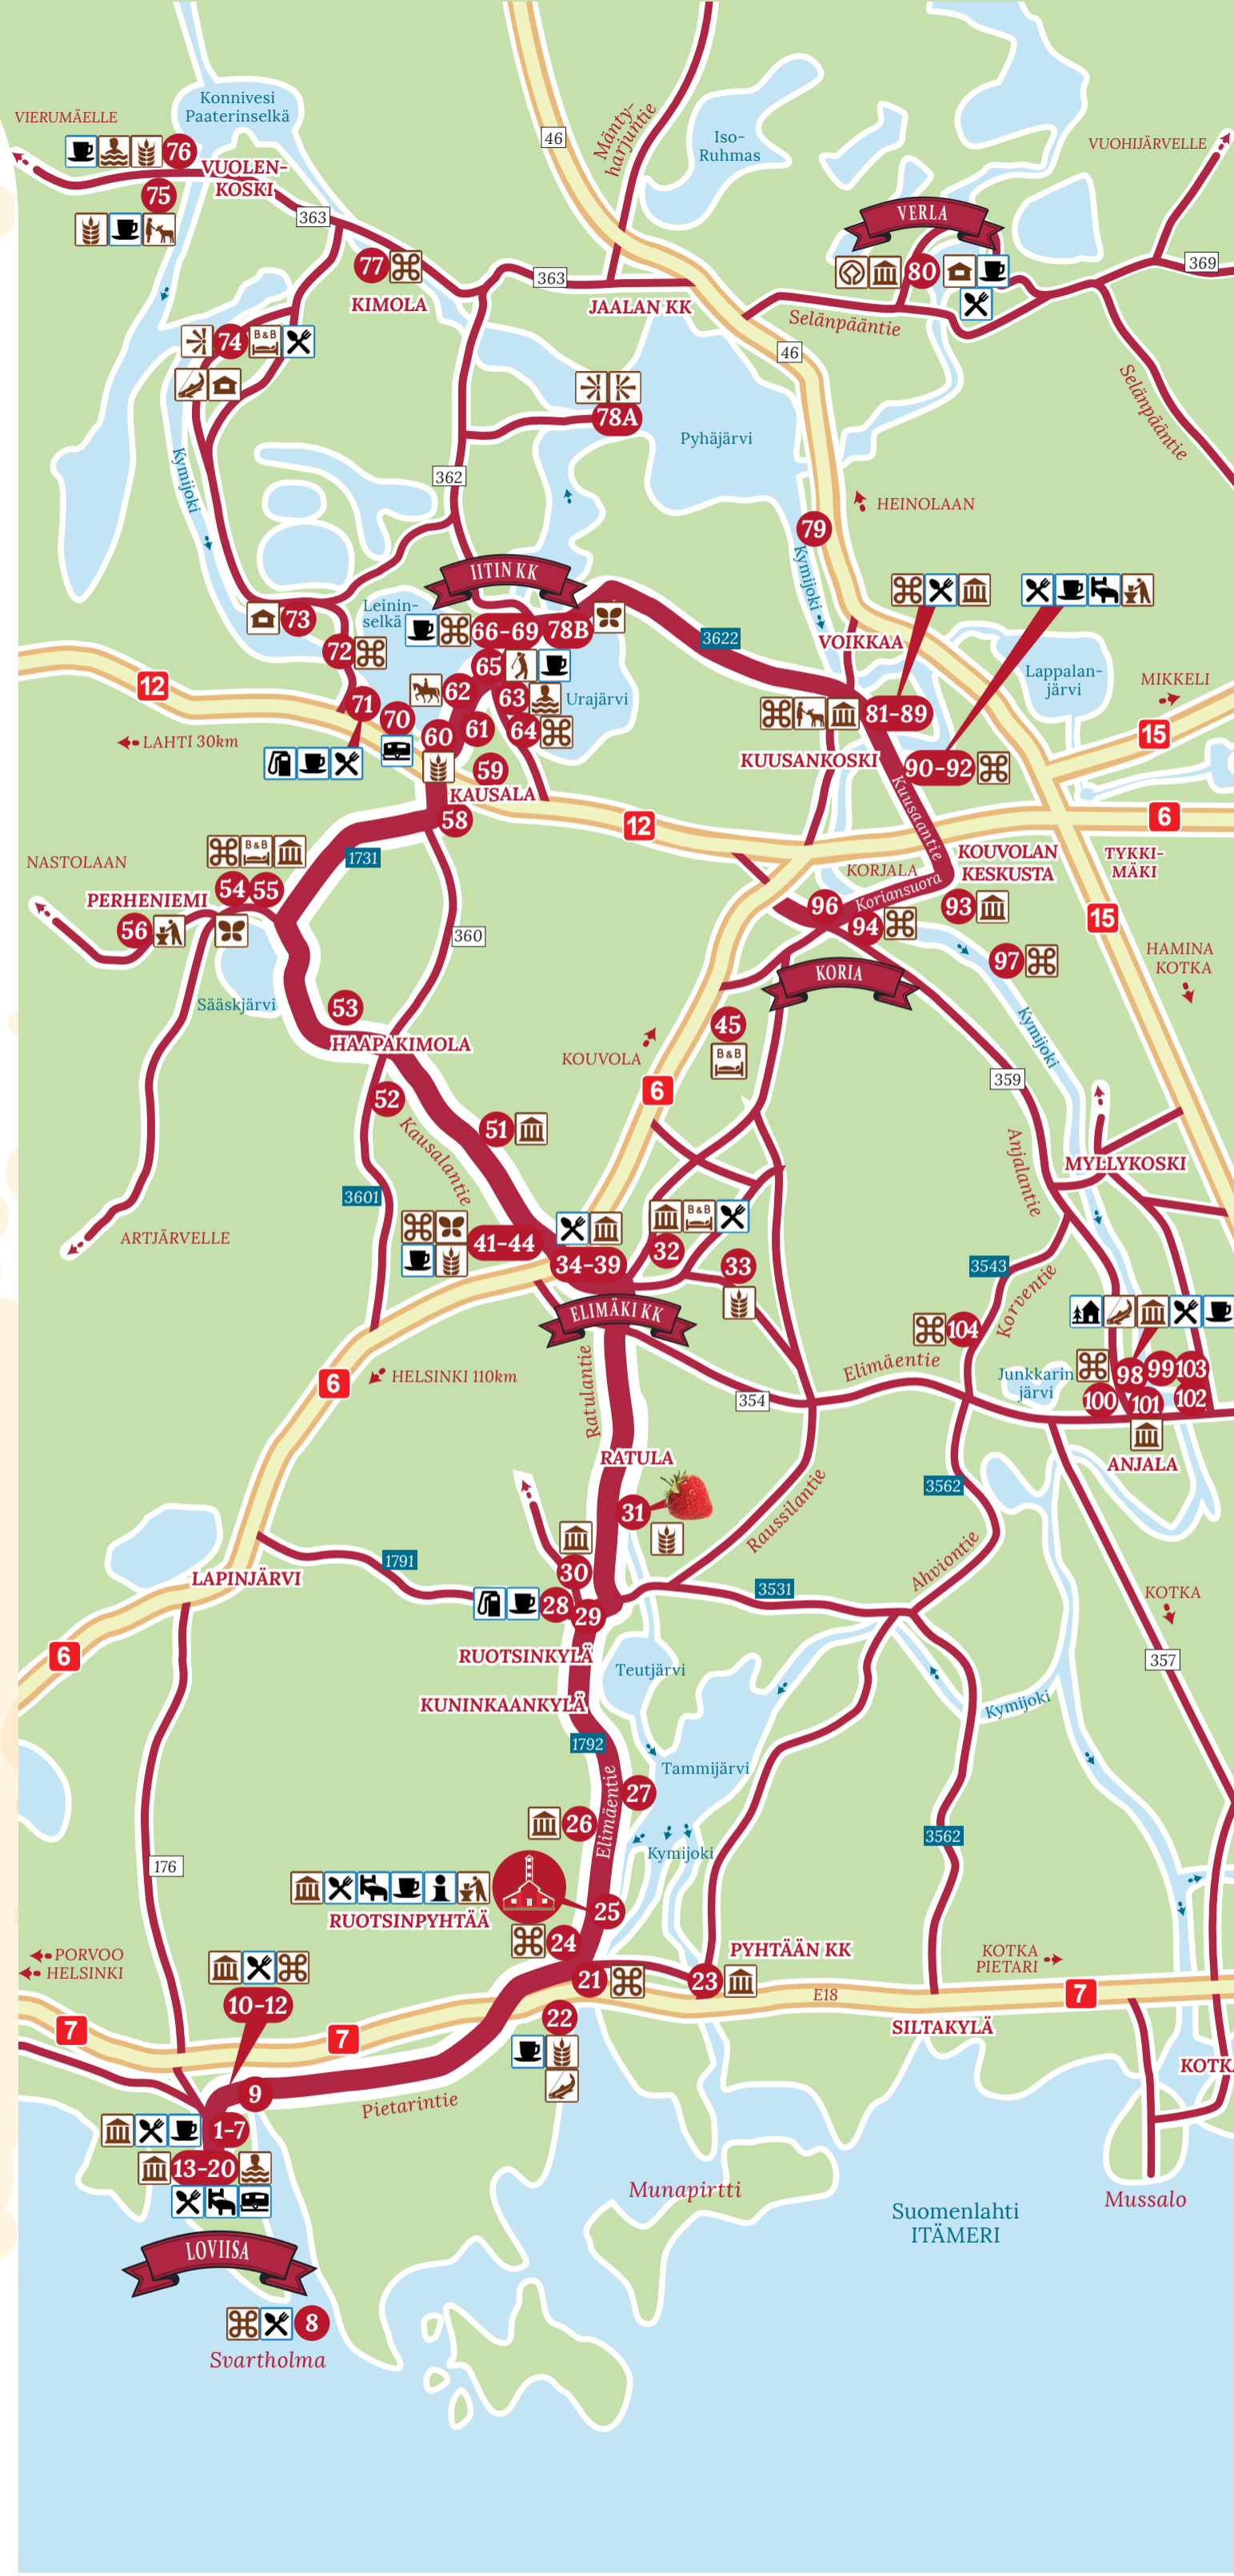 Konnivesi
Paaterinselkä
VIERUMÄELLE
76
VUOLEN-
KOSKI
75
363
46
Mänty-
harjuntie
Iso-
Ruhmas
VUOHIJÄRVELLE
VERLA
80
369
77
KIMOLA
363
JAALAN KK
Selänpääntie
46
Selänpääntie
B&B
74
78A
Pyhäjärvi
Kymijoki
362
HEINOLAAN
79
Kymijoki
IITIN KK
Leinin-
selkä
73
66-69
78B
3622
VOIKKAA
72
65
Lappalan-
järvi
MIKKELI
12
62
63
Urajärvi
71
70
60
61
64
81-89
15
LAHTI 30km
KUUSANKOSKI
59
90-92
KAUSALA
58
12
Kuusaantie
6
1731
NASTOLAAN
B&B
KORJALA
KOUVOLAN
KESKUSTA
TYKKI-
MÄKI
PERHENIEMI
54
55
Koriansuora
56
96
94
93
15
360
97
HAMINA
KOTKA
KORIA
Sääskjärvi
53
45
Kymijoki
HAAPAKIMOLA
KOUVOLA
B&B
359
6
52
Kausalantie
51
Anjalantie
MYLLYKOSKI
3601
B&B
ARTJÄRVELLE
41-44
34-39
32
33
3543
Korventie
ELIMÄKI KK
104
HELSINKI 110km
6
Ratulantie
Elimäentie
Junkkarin
järvi
98
99
103
354
100
101
102
RATULA
ANJALA
31
3562
Raussilantie
30
1791
LAPINJÄRVI
3531
Ahviontie
28
29
KOTKA
6
RUOTSINKYLÄ
Teutjärvi
357
KUNINKAANKYLÄ
Kymijoki
1792
Tammijärvi
27
Elimäentie
26
3562
Kymijoki
176
25
RUOTSINPYHTÄÄ
24
PYHTÄÄN KK
PORVOO
HELSINKI
KOTKA
PIETARI
21
23
E18
7
10-12
22
7
7
SILTAKYLÄ
9
Pietarintie
1-7
13-20
Munapirtti
Mussalo
Suomenlahti
ITÄMERI
LOVIISA
8
Svartholma